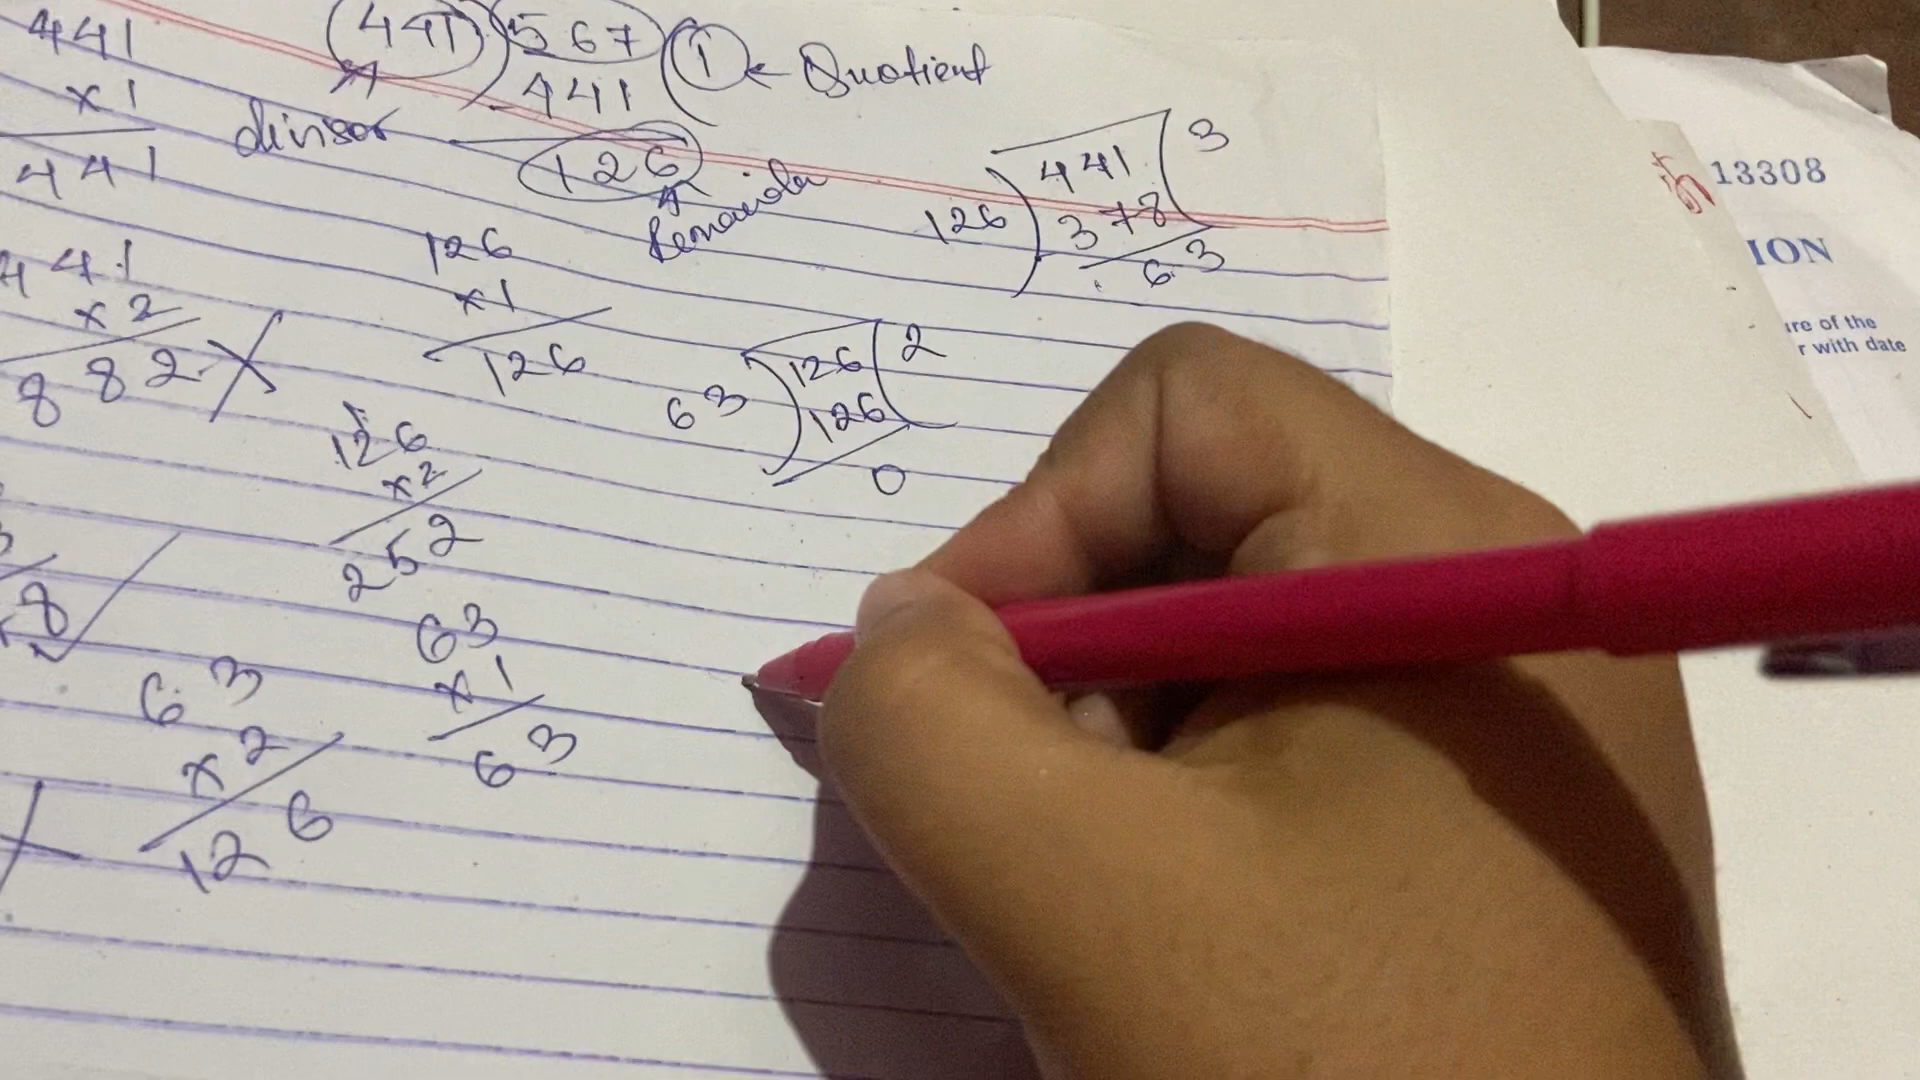 441
x1
441
441) 567 (1 ← Quotient
divisor
441
126
Remainder
441
x2
882
126
x1
126
126) 441 (3
378
63
63) 126 (2
126
0
126
x2
252
3
8
63
x1
63
63
x2
126
13308
ION
re of the
r with date